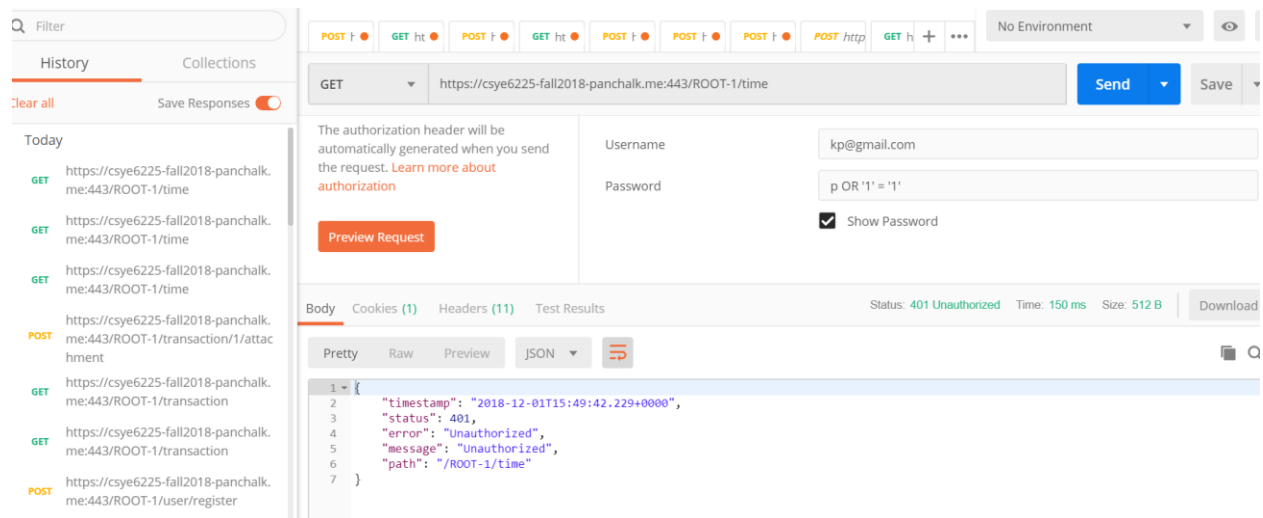 Filter
History Collections
Clear all Save Responses
Today
GET https://csye6225-fall2018-panchalk.
me:443/ROOT-1/time
GET https://csye6225-fall2018-panchalk.
me:443/ROOT-1/time
GET https://csye6225-fall2018-panchalk.
me:443/ROOT-1/time
https://csye6225-fall2018-panchalk.
POST me:443/ROOT-1/transaction/1/attac
hment
GET https://csye6225-fall2018-panchalk.
me:443/ROOT-1/transaction
GET https://csye6225-fall2018-panchalk.
me:443/ROOT-1/transaction
POST https://csye6225-fall2018-panchalk.
me:443/ROOT-1/user/register
POST h GET ht POST h GET ht POST h POST h POST h POST http GET h + •••
No Environment
GET https://csye6225-fall2018-panchalk.me:443/ROOT-1/time Send Save
The authorization header will be
automatically generated when you send
the request. Learn more about
authorization
Preview Request
Username kp@gmail.com
Password p OR '1' = '1'
Show Password
Body Cookies (1) Headers (11) Test Results Status: 401 Unauthorized Time: 150 ms Size: 512 B Download
Pretty Raw Preview JSON
1 {
2 "timestamp": "2018-12-01T15:49:42.229+0000",
3 "status": 401,
4 "error": "Unauthorized",
5 "message": "Unauthorized",
6 "path": "/ROOT-1/time"
7 }